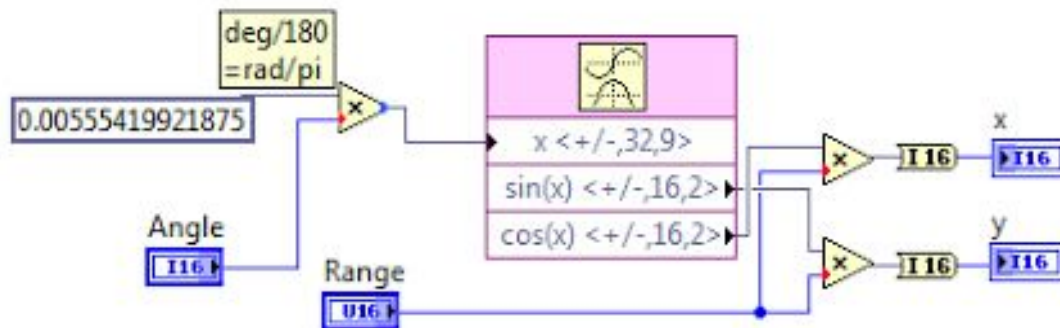 deg/180
=rad/pi
0.00555419921875
×
x <+/-,32,9>
sin(x) <+/-,16,2>
cos(x) <+/-,16,2>
Angle
I16
Range
U16
×
I16
x
I16
×
I16
y
I16